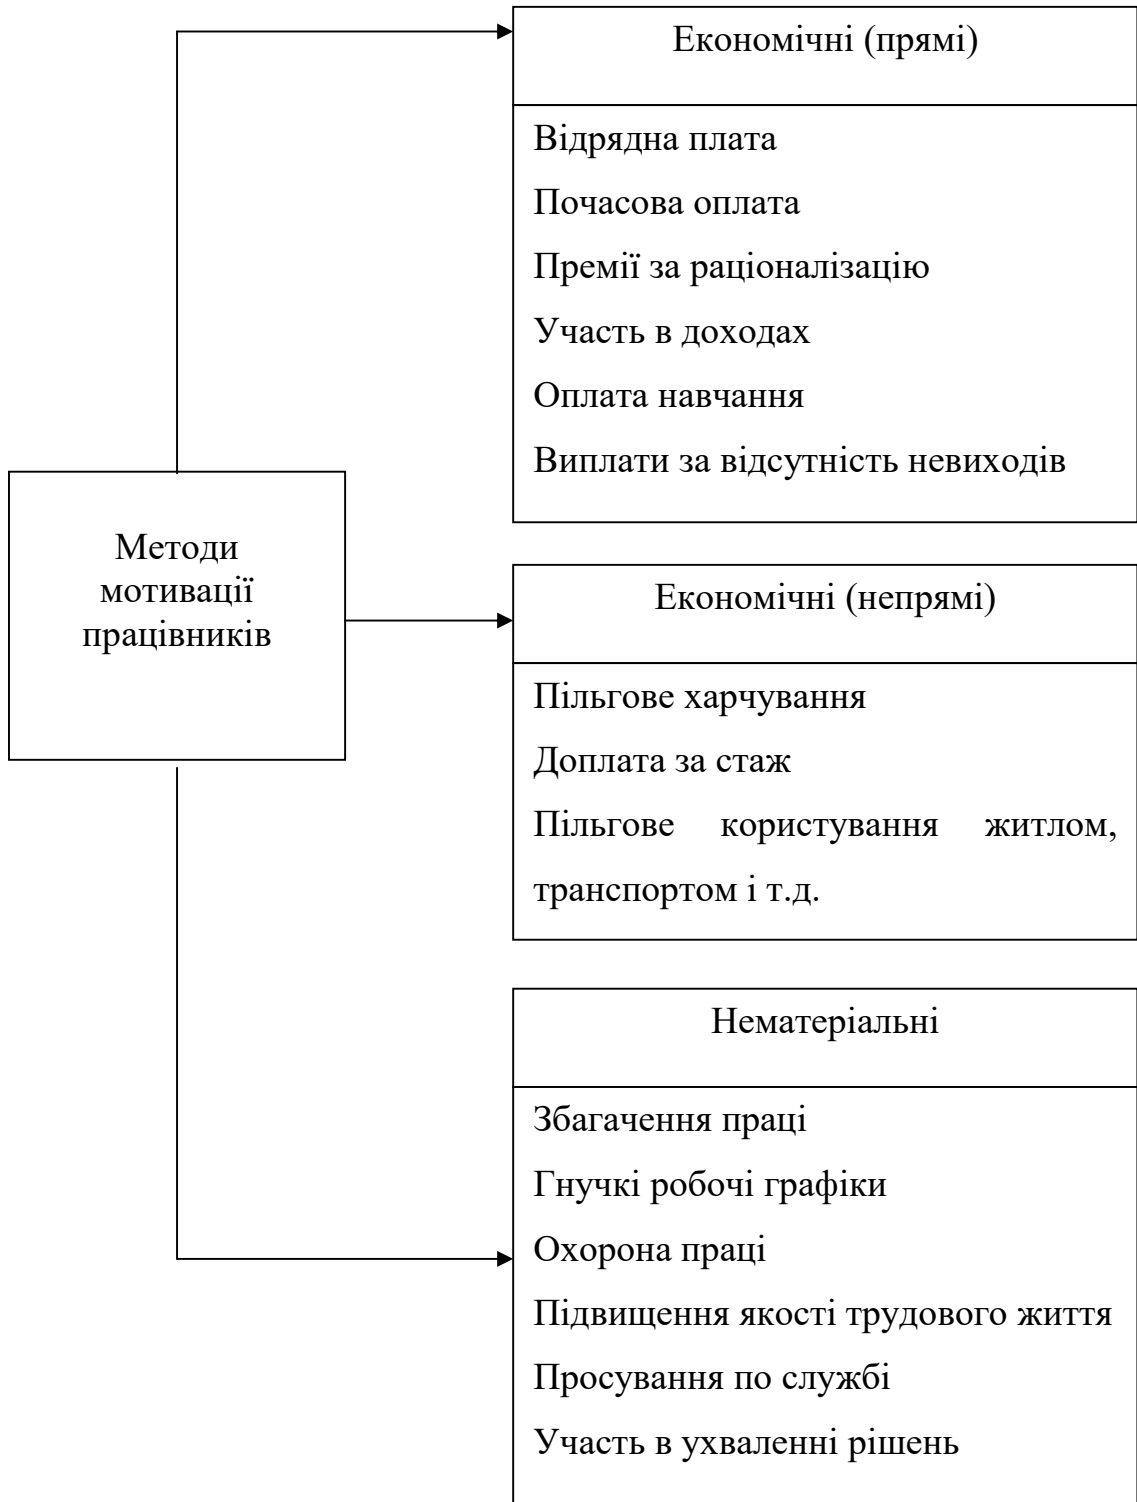 Економічні (прямі)
Відрядна плата
Почасова оплата
Премії за раціоналізацію
Участь в доходах
Оплата навчання
Виплати за відсутність невиходів
Методи
мотивації
працівників
Економічні (непрямі)
Пільгове харчування
Доплата за стаж
Пільгове користування житлом,
транспортом і т.д.
Нематеріальні
Збагачення праці
Гнучкі робочі графіки
Охорона праці
Підвищення якості трудового життя
Просування по службі
Участь в ухваленні рішень